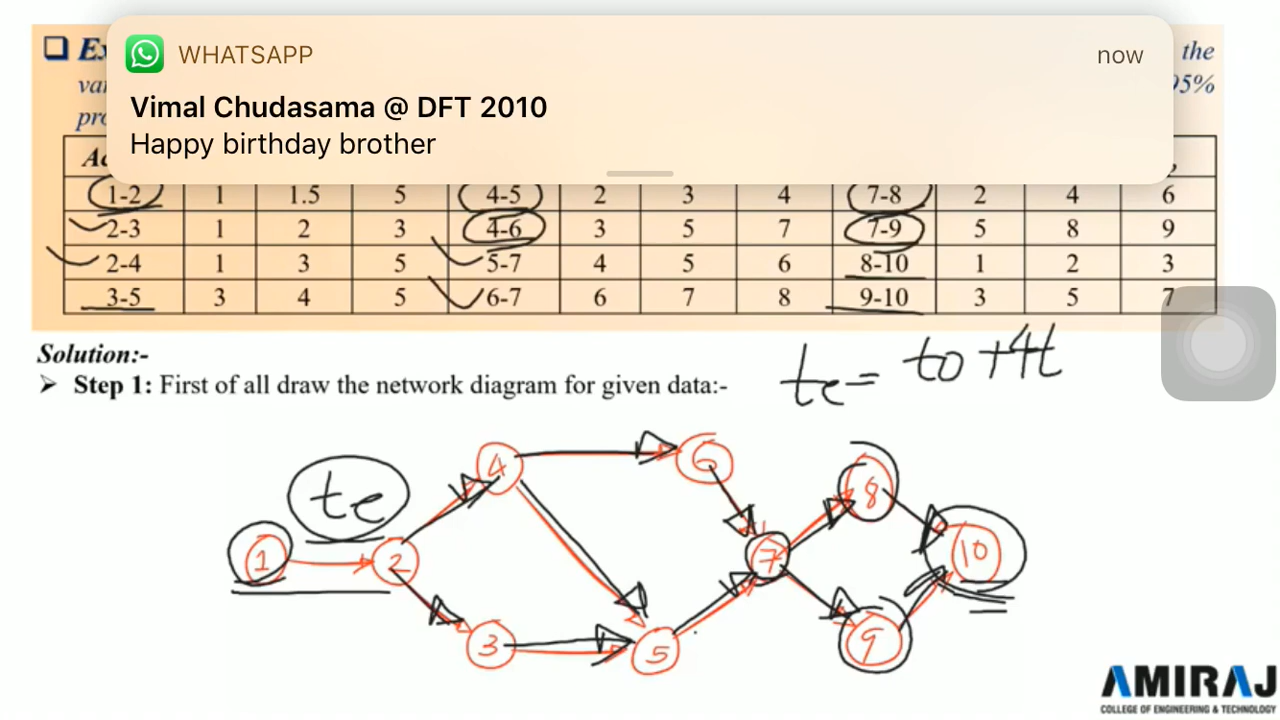 WHATSAPP now
Vimal Chudasama @ DFT 2010
Happy birthday brother
Ex the
var 95%
pro
Ac
1-2 1 1.5 5 4-5 2 3 4 7-8 2 4 6
2-3 1 2 3 4-6 3 5 7 7-9 5 8 9
2-4 1 3 5 5-7 4 5 6 8-10 1 2 3
3-5 3 4 5 6-7 6 7 8 9-10 3 5 7
Solution:-
Step 1: First of all draw the network diagram for given data:-
te = to +4t
te
1 2 3 4 5 6 7 8 9 10
AMIRAJ
COLLEGE OF ENGINEERING & TECHNOLOGY